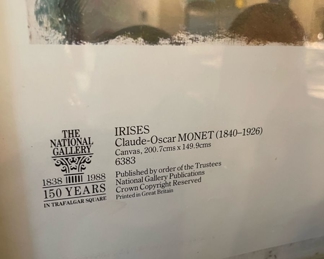 THE
NATIONAL
GALLERY
1838 1988
150 YEARS
IN TRAFALGAR SQUARE
IRISES
Claude-Oscar MONET (1840–1926)
Canvas, 200.7cms x 149.9cms
6383
Published by order of the Trustees
National Gallery Publications
Crown Copyright Reserved
Printed in Great Britain